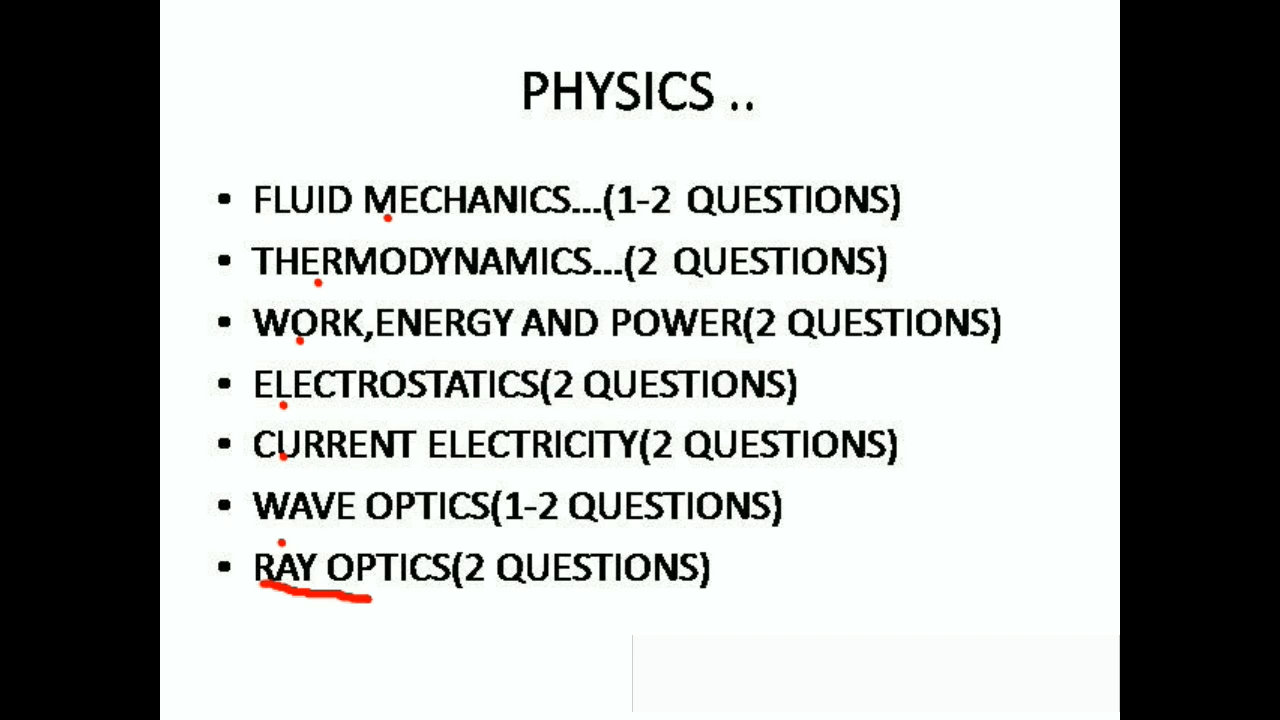 PHYSICS ..
• FLUID MECHANICS...(1-2 QUESTIONS)
• THERMODYNAMICS...(2 QUESTIONS)
• WORK,ENERGY AND POWER(2 QUESTIONS)
• ELECTROSTATICS(2 QUESTIONS)
• CURRENT ELECTRICITY(2 QUESTIONS)
• WAVE OPTICS(1-2 QUESTIONS)
• RAY OPTICS(2 QUESTIONS)